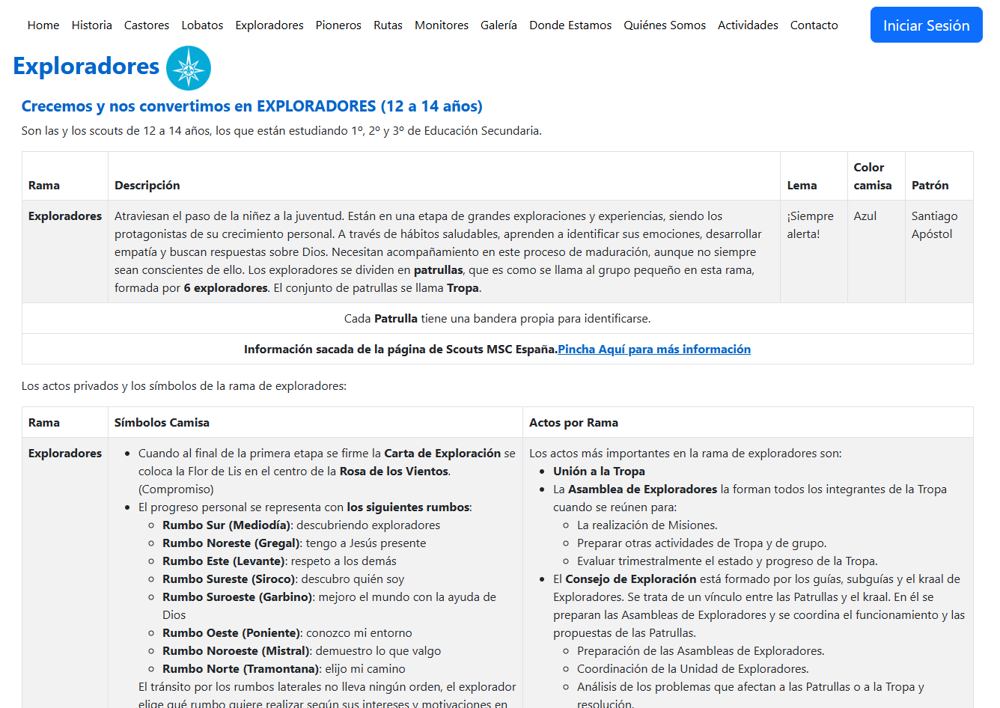 Home Historia Castores Lobatos Exploradores Pioneros Rutas Monitores Galería Donde Estamos Quiénes Somos Actividades Contacto Iniciar Sesión
Exploradores
Crecemos y nos convertimos en EXPLORADORES (12 a 14 años)
Son las y los scouts de 12 a 14 años, los que están estudiando 1º, 2º y 3º de Educación Secundaria.
Rama Descripción Lema Color camisa Patrón
Exploradores
Atraviesan el paso de la niñez a la juventud. Están en una etapa de grandes exploraciones y experiencias, siendo los
protagonistas de su crecimiento personal. A través de hábitos saludables, aprenden a identificar sus emociones, desarrollar
empatía y buscan respuestas sobre Dios. Necesitan acompañamiento en este proceso de maduración, aunque no siempre
sean conscientes de ello. Los exploradores se dividen en patrullas, que es como se llama al grupo pequeño en esta rama,
formada por 6 exploradores. El conjunto de patrullas se llama Tropa.
¡Siempre
alerta!
Azul
Santiago
Apóstol
Cada Patrulla tiene una bandera propia para identificarse.
Información sacada de la página de Scouts MSC España.Pincha Aquí para más información
Los actos privados y los símbolos de la rama de exploradores:
Rama Símbolos Camisa Actos por Rama
Exploradores
Cuando al final de la primera etapa se firme la Carta de Exploración se
coloca la Flor de Lis en el centro de la Rosa de los Vientos.
(Compromiso)
El progreso personal se representa con los siguientes rumbos:
Rumbo Sur (Mediodía): descubriendo exploradores
Rumbo Noreste (Gregal): tengo a Jesús presente
Rumbo Este (Levante): respeto a los demás
Rumbo Sureste (Siroco): descubro quién soy
Rumbo Suroeste (Garbino): mejoro el mundo con la ayuda de
Dios
Rumbo Oeste (Poniente): conozco mi entorno
Rumbo Noroeste (Mistral): demuestro lo que valgo
Rumbo Norte (Tramontana): elijo mi camino
El tránsito por los rumbos laterales no lleva ningún orden, el explorador
elige qué rumbo quiere realizar según sus intereses y motivaciones en
Los actos más importantes en la rama de exploradores son:
Unión a la Tropa
La Asamblea de Exploradores la forman todos los integrantes de la Tropa
cuando se reúnen para:
La realización de Misiones.
Preparar otras actividades de Tropa y de grupo.
Evaluar trimestralmente el estado y progreso de la Tropa.
El Consejo de Exploración está formado por los guías, subguías y el kraal de
Exploradores. Se trata de un vínculo entre las Patrullas y el kraal. En él se
preparan las Asambleas de Exploradores y se coordina el funcionamiento y las
propuestas de las Patrullas.
Preparación de las Asambleas de Exploradores.
Coordinación de la Unidad de Exploradores.
Análisis de los problemas que afectan a las Patrullas o a la Tropa y
resolución.